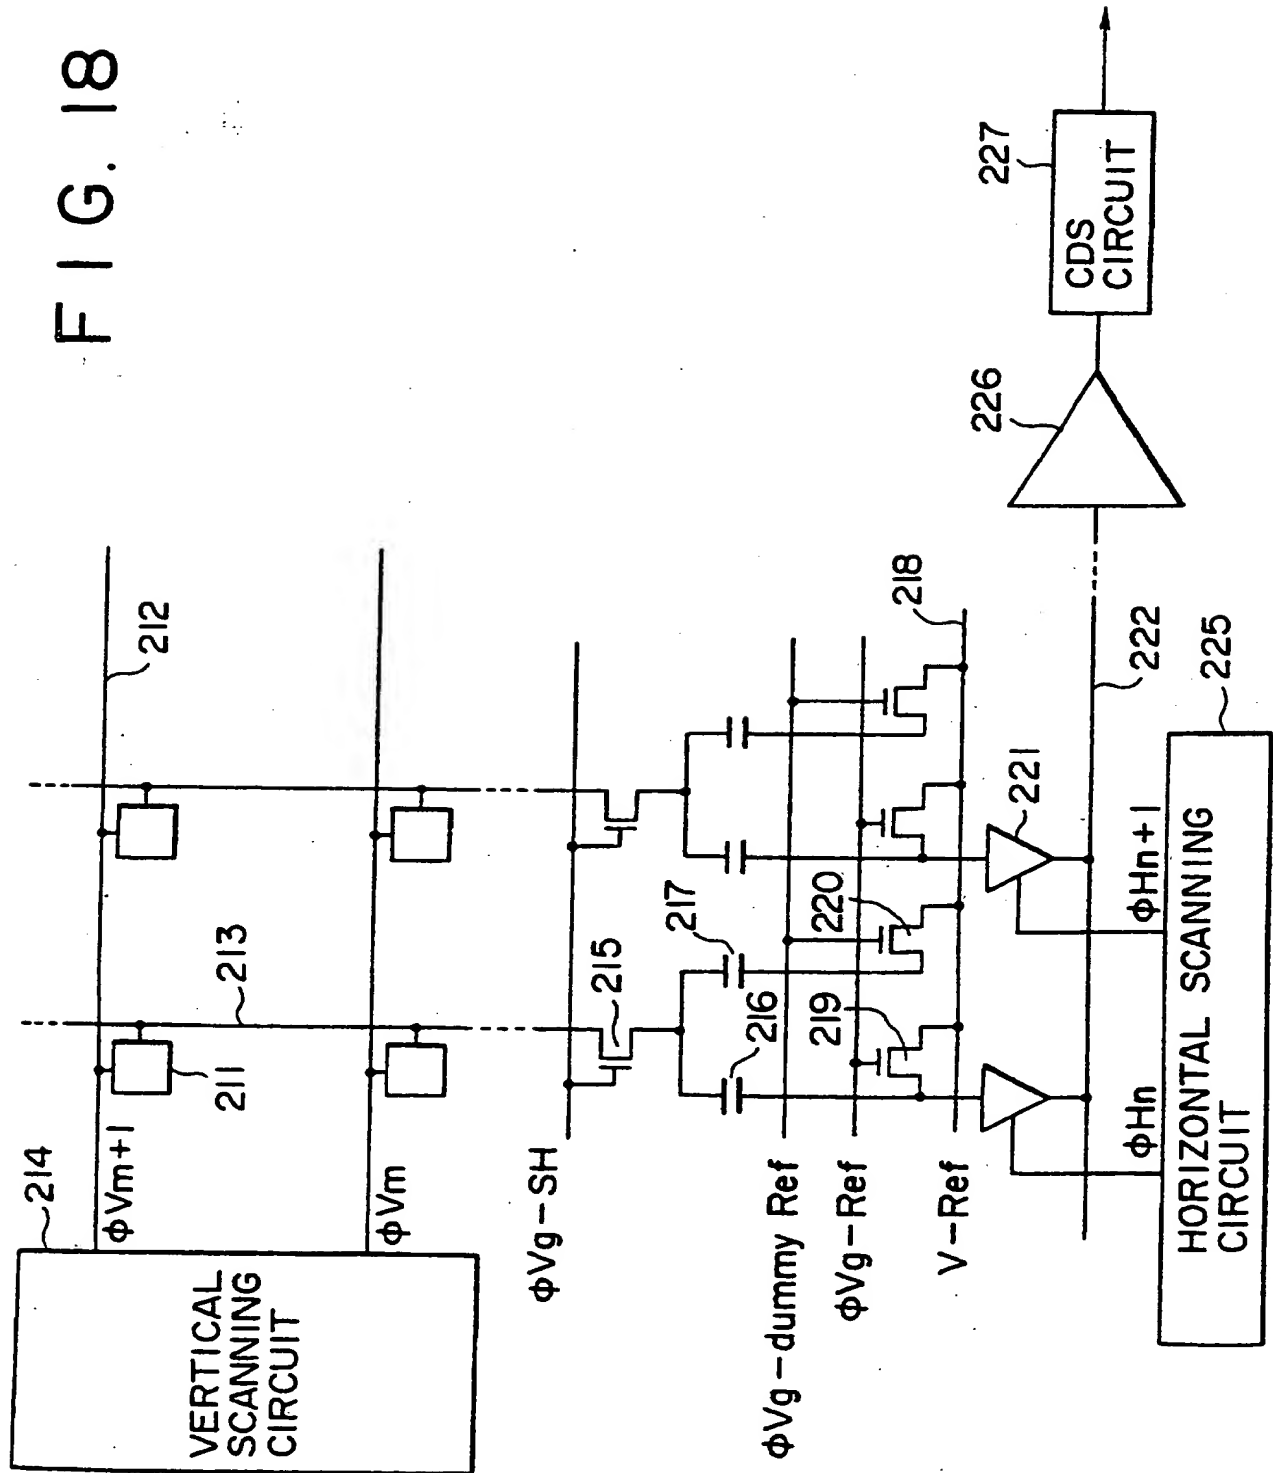 FIG. 18
214
VERTICAL
SCANNING
CIRCUIT
φVm+1
φVm
211
212
213
φVg-SH
215
216
217
φVg-dummy Ref
φVg-Ref
V-Ref
219
220
218
221
φHn
φHn+1
222
225
HORIZONTAL SCANNING
CIRCUIT
226
227
CDS
CIRCUIT